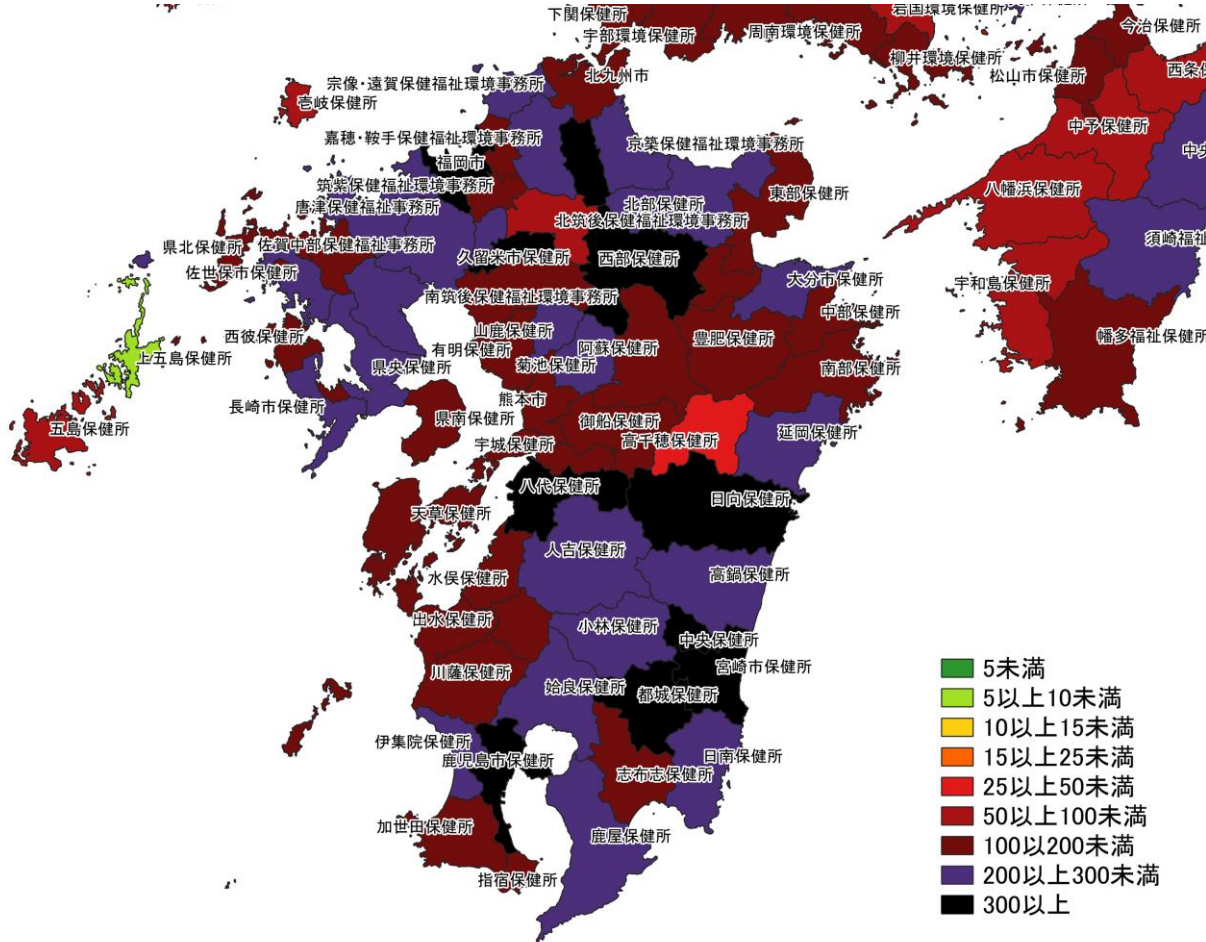 下関保健所
岩国環境保健所
宇部環境保健所
周南環境保健所
今治保健所
柳井環境保健所
松山市保健所
西条保
北九州市
宗像・遠賀保健福祉環境事務所
壱岐保健所
中予保健所
嘉穂・鞍手保健福祉環境事務所
京築保健福祉環境事務所
中央
福岡市
筑紫保健福祉環境事務所
東部保健所
八幡浜保健所
唐津保健福祉事務所
北部保健所
北筑後保健福祉環境事務所
県北保健所
佐賀中部保健福祉事務所
須崎福祉
久留米市保健所
西部保健所
佐世保市保健所
大分市保健所
宇和島保健所
南筑後保健福祉環境事務所
中部保健所
西彼保健所
山鹿保健所
豊肥保健所
幡多福祉保健所
上五島保健所
有明保健所
阿蘇保健所
菊池保健所
県央保健所
南部保健所
長崎市保健所
熊本市
県南保健所
御船保健所
五島保健所
延岡保健所
宇城保健所
高千穂保健所
八代保健所
日向保健所
天草保健所
人吉保健所
水俣保健所
高鍋保健所
出水保健所
小林保健所
中央保健所
川薩保健所
宮崎市保健所
姶良保健所
都城保健所
伊集院保健所
鹿児島市保健所
日南保健所
志布志保健所
加世田保健所
鹿屋保健所
指宿保健所
5未満
5以上10未満
10以上15未満
15以上25未満
25以上50未満
50以上100未満
100以200未満
200以上300未満
300以上